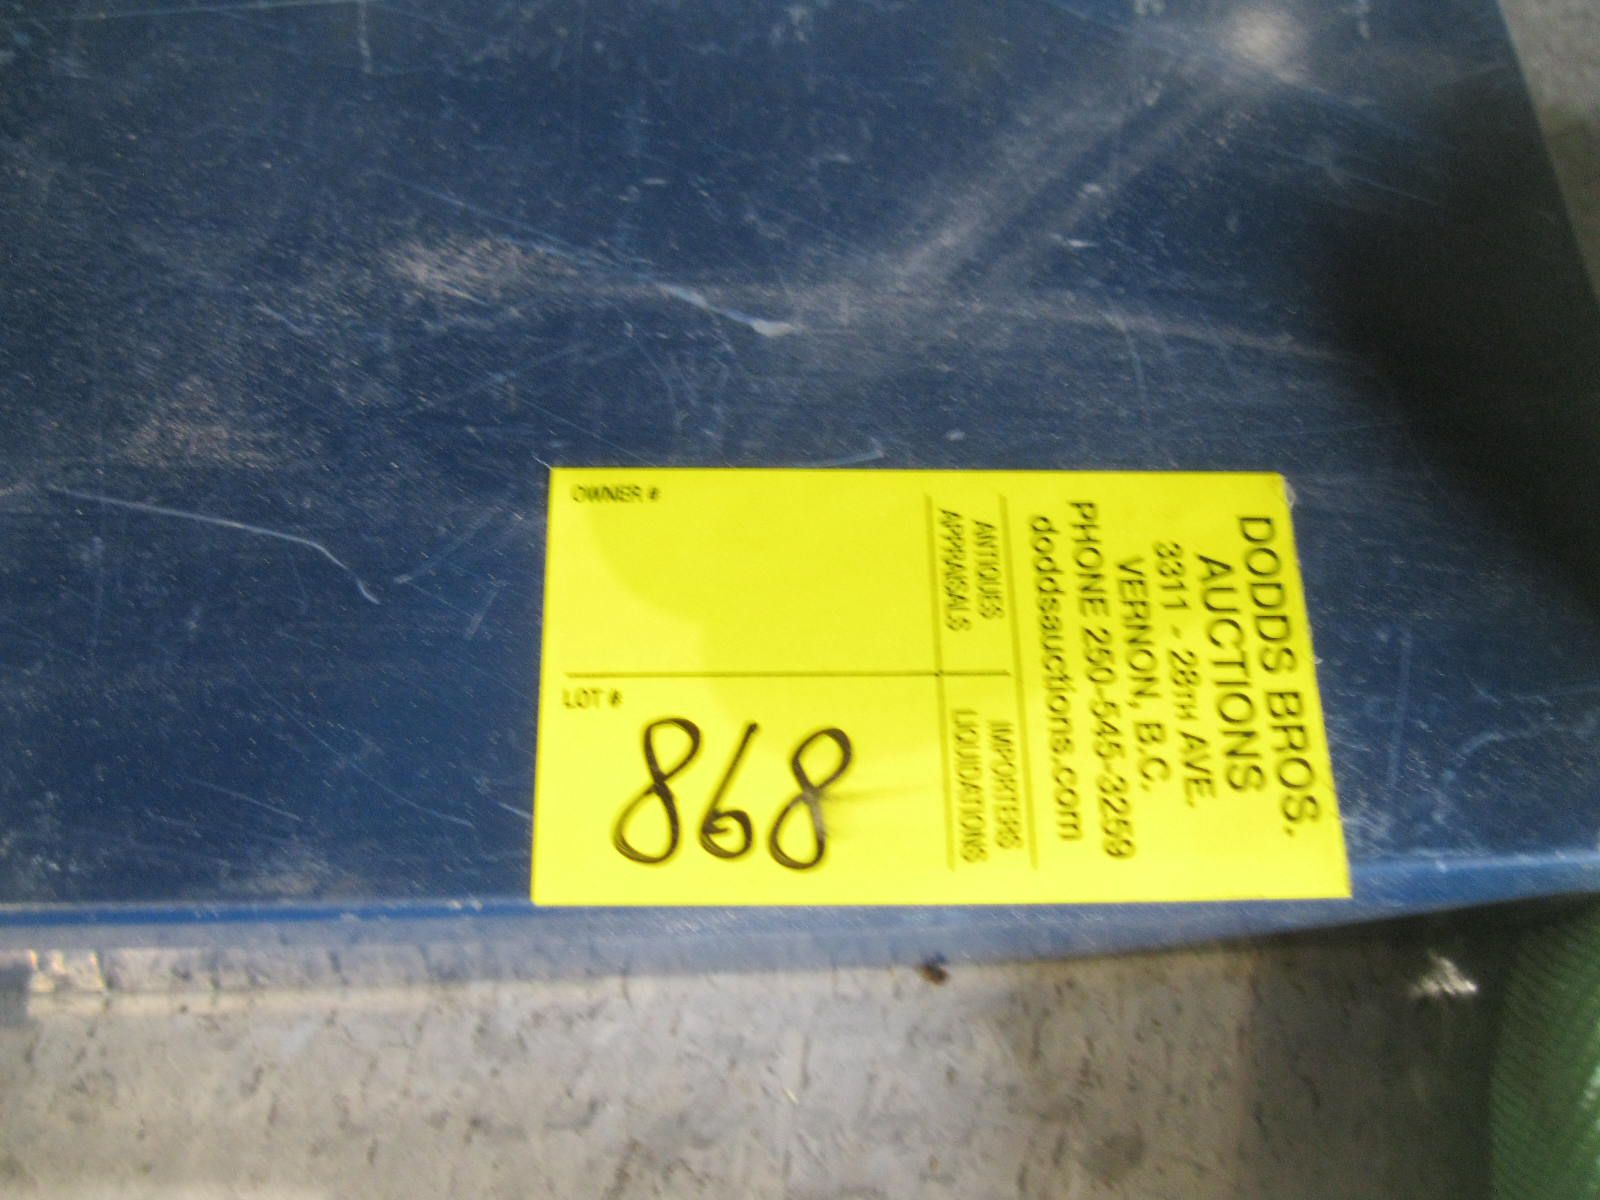 DODDS BROS.
AUCTIONS
3311 - 28TH AVE.
VERNON, B.C.
PHONE 250-545-3259
doddsauctions.com
ANTIQUES
APPRAISALS
IMPORTERS
LIQUIDATIONS
OWNER #
LOT #
868